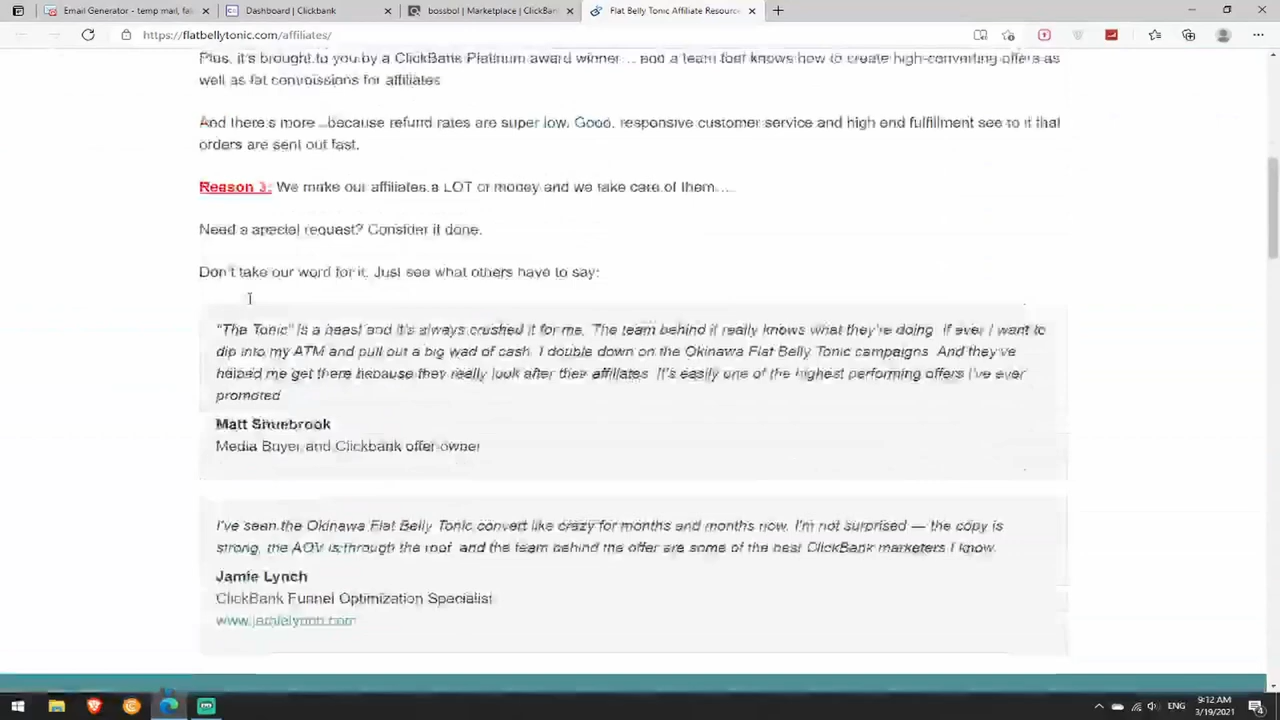 Email Generator - temp mail, fa
Dashboard | Clickbank
bossbol | Marketplace | ClickBan
Flat Belly Tonic Affiliate Resourc
https://flatbellytonic.com/affiliates/
Plus, it's brought to you by a ClickBank Platinum award winner... and a team that knows how to create high-converting offers as
well as fat commissions for affiliates
And there's more...because refund rates are super low. Good, responsive customer service and high end fulfillment see to it that
orders are sent out fast.
Reason 3: We make our affiliates a LOT of money and we take care of them...
Need a special request? Consider it done.
Don't take our word for it. Just see what others have to say:
"The Tonic" is a beast and it's always crushed it for me. The team behind it really knows what they're doing. If ever I want to
dip into my ATM and pull out a big wad of cash. I double down on the Okinawa Flat Belly Tonic campaigns. And they've
helped me get there because they really look after their affiliates. It's easily one of the highest performing offers I've ever
promoted
Matt
Media Buyer and Clickbank offer owner
I've seen the Okinawa Flat Belly Tonic convert like crazy for months and months now. I'm not surprised — the copy is
strong, the AOV is through the roof, and the team behind the offer are some of the best ClickBank marketers I know.
Jamie Lynch
ClickBank Funnel Optimization Specialist
www.jamielynch.com
ENG
9:12 AM
3/19/2021